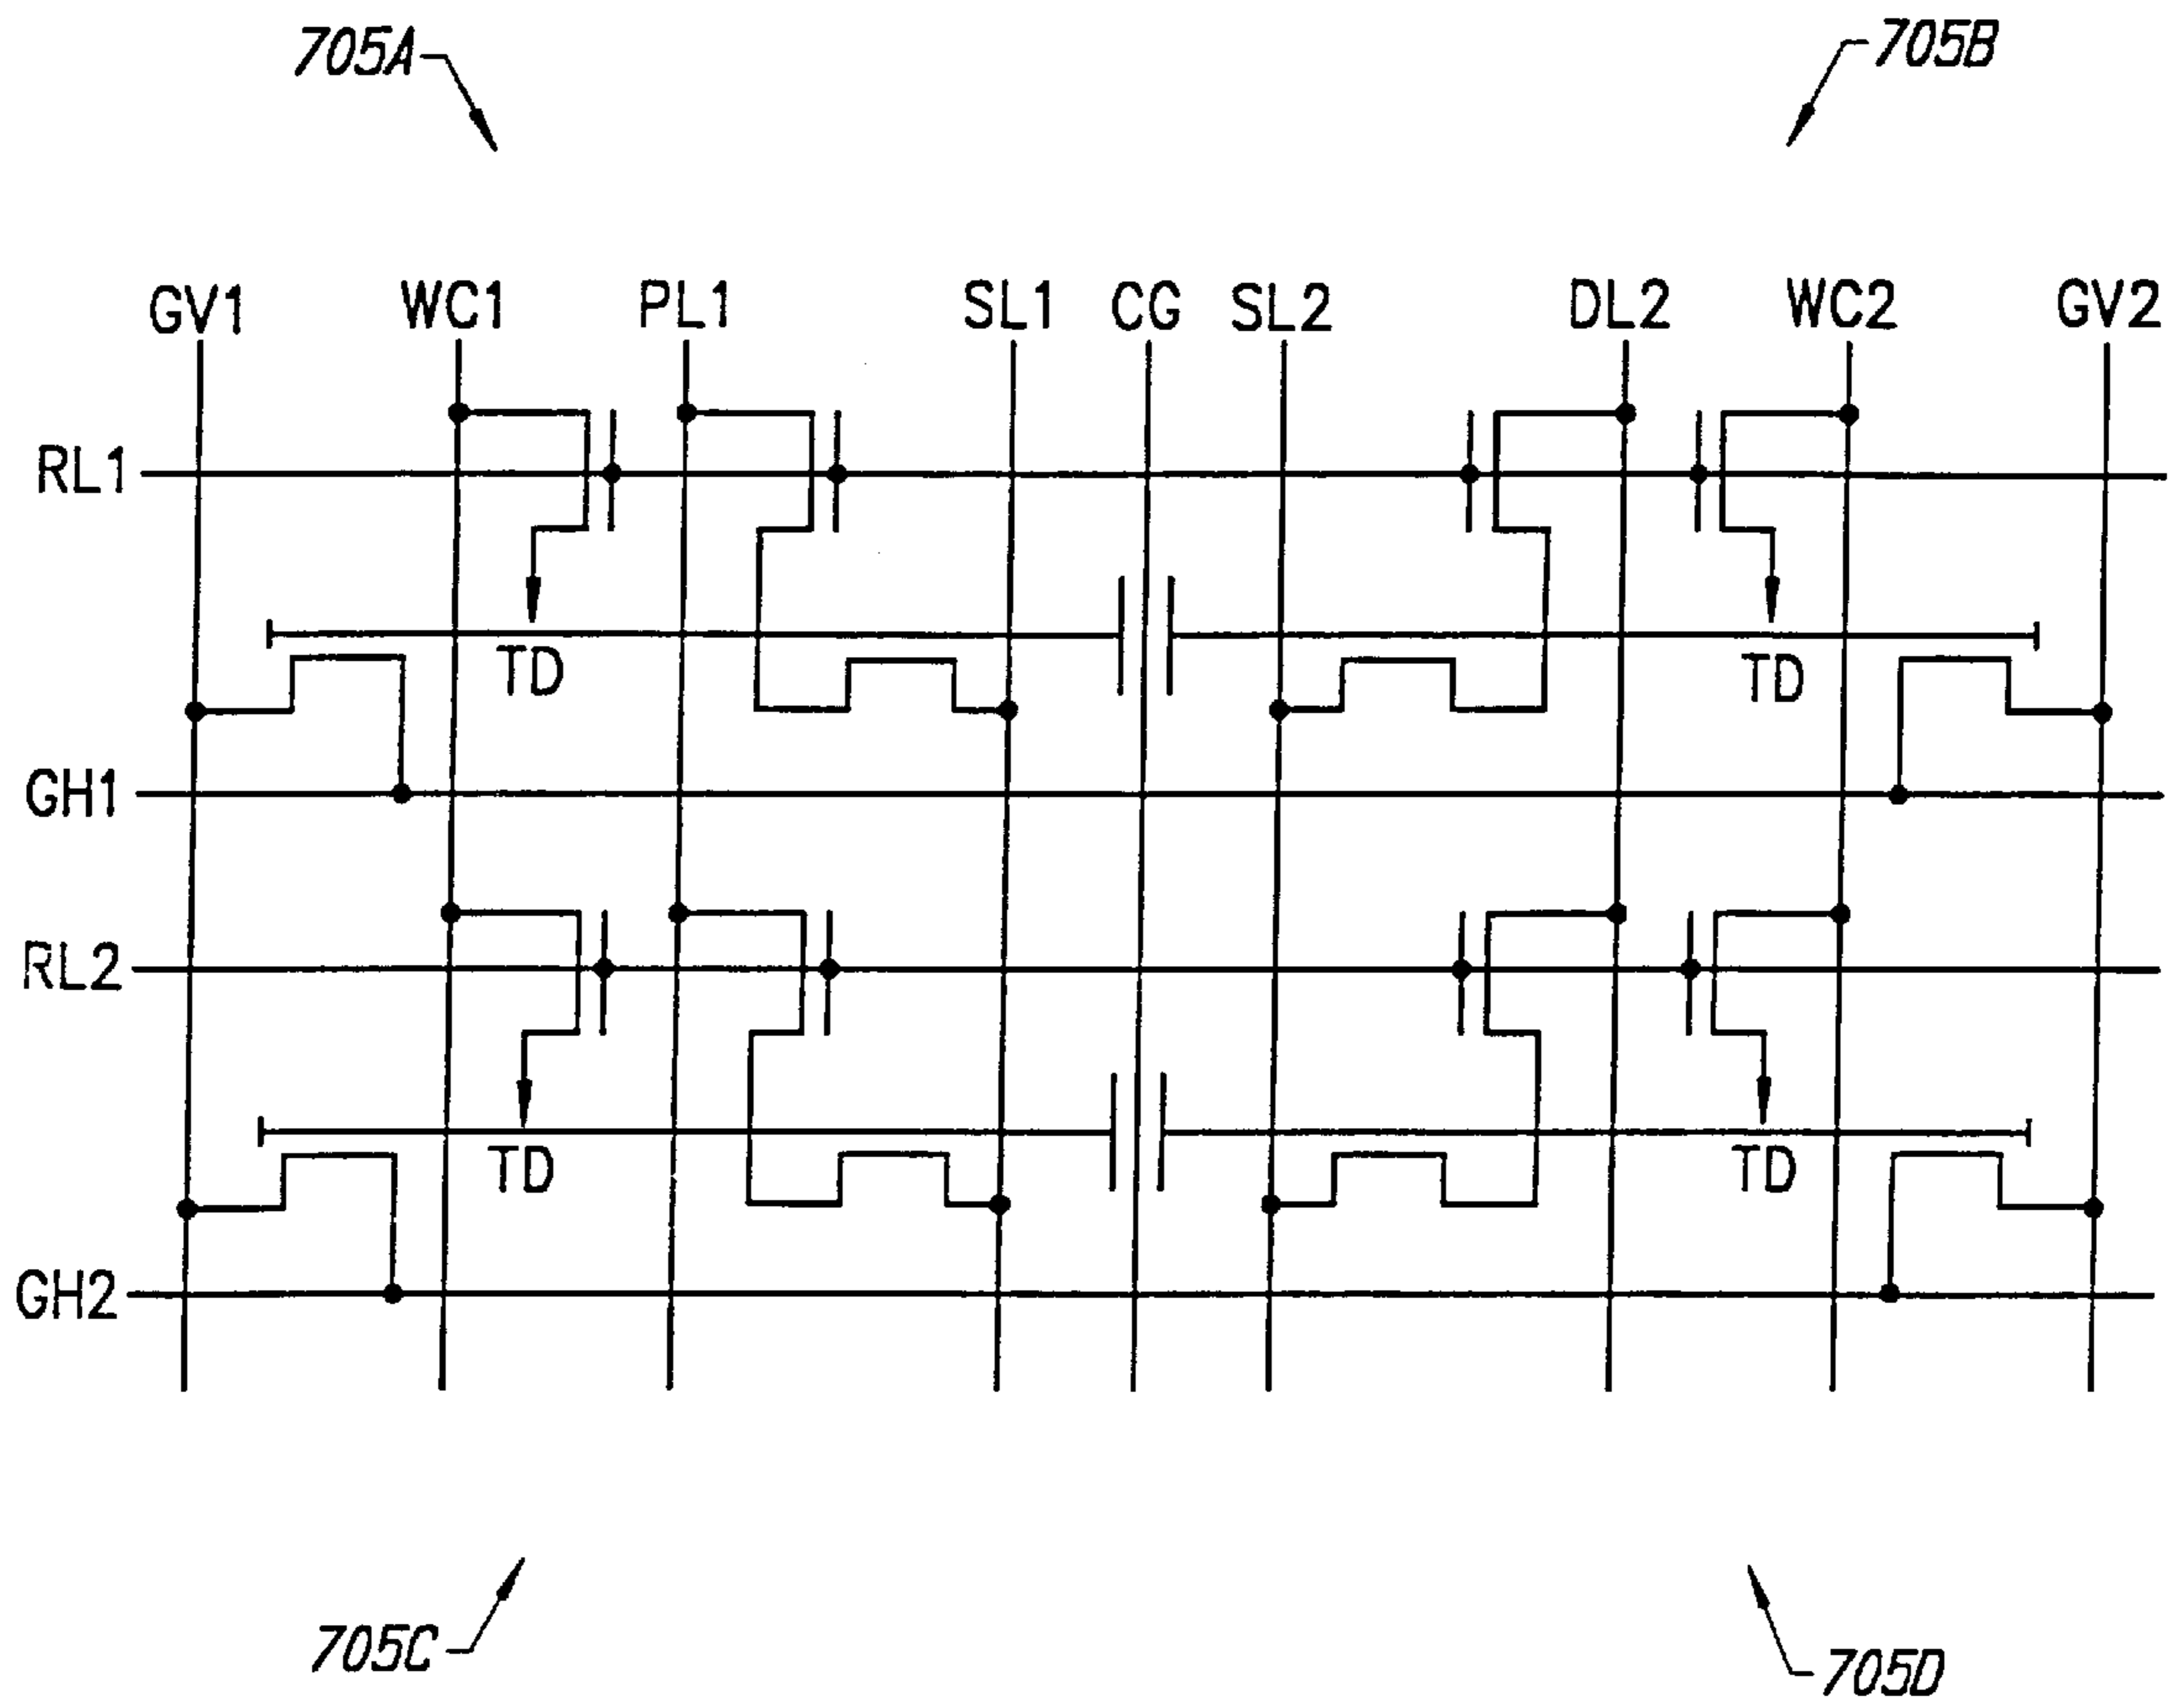 705A 705B
GV1 WC1 PL1 SL1 CG SL2 DL2 WC2 GV2
RL1
TD TD
GH1
RL2
TD TD
GH2
705C 705D